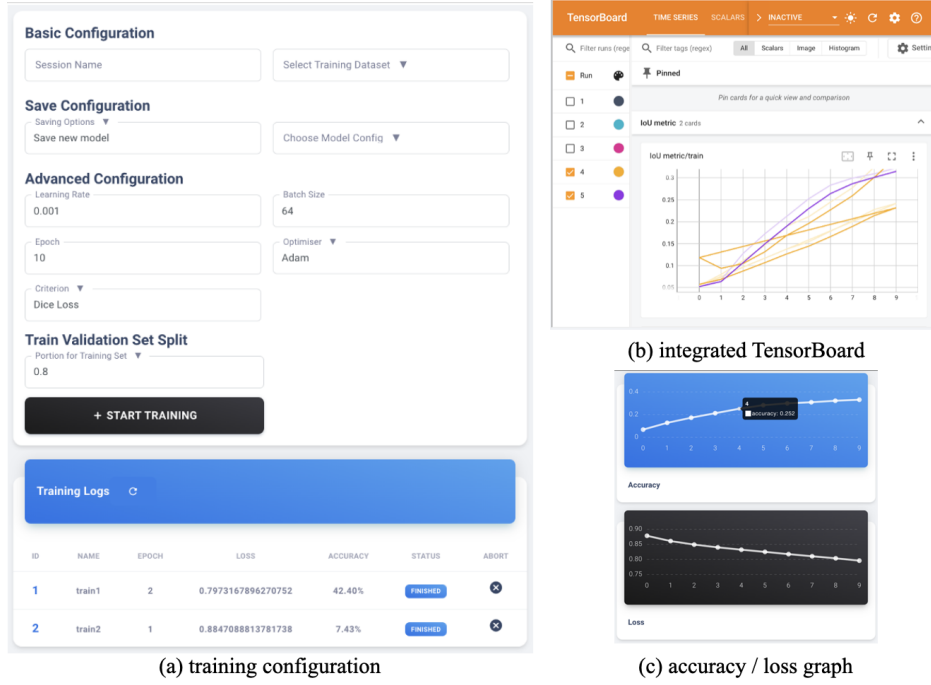 Basic Configuration
Session Name
Select Training Dataset
Save Configuration
Saving Options
Save new model
Choose Model Config
Advanced Configuration
Learning Rate
0.001
Batch Size
64
Epoch
10
Optimiser
Adam
Criterion
Dice Loss
Train Validation Set Split
Portion for Training Set
0.8
+ START TRAINING
Training Logs
ID NAME EPOCH LOSS ACCURACY STATUS ABORT
1 train1 2 0.7973167896270752 42.40% FINISHED
2 train2 1 0.8847088813781738 7.43% FINISHED
(a) training configuration
TensorBoard TIME SERIES SCALARS INACTIVE
Filter runs (rege
Filter tags (regex) All Scalars Image Histogram Settin
Run
1
2
3
4
5
Pinned
Pin cards for a quick view and comparison
IoU metric 2 cards
IoU metric/train
0.3
0.25
0.2
0.15
0.1
0.05
0 1 2 3 4 5 6 7 8 9
(b) integrated TensorBoard
0.4
0.2
0
4
accuracy: 0.252
0 1 2 3 4 5 6 7 8 9
Accuracy
0.90
0.85
0.80
0.75
0 1 2 3 4 5 6 7 8 9
Loss
(c) accuracy / loss graph